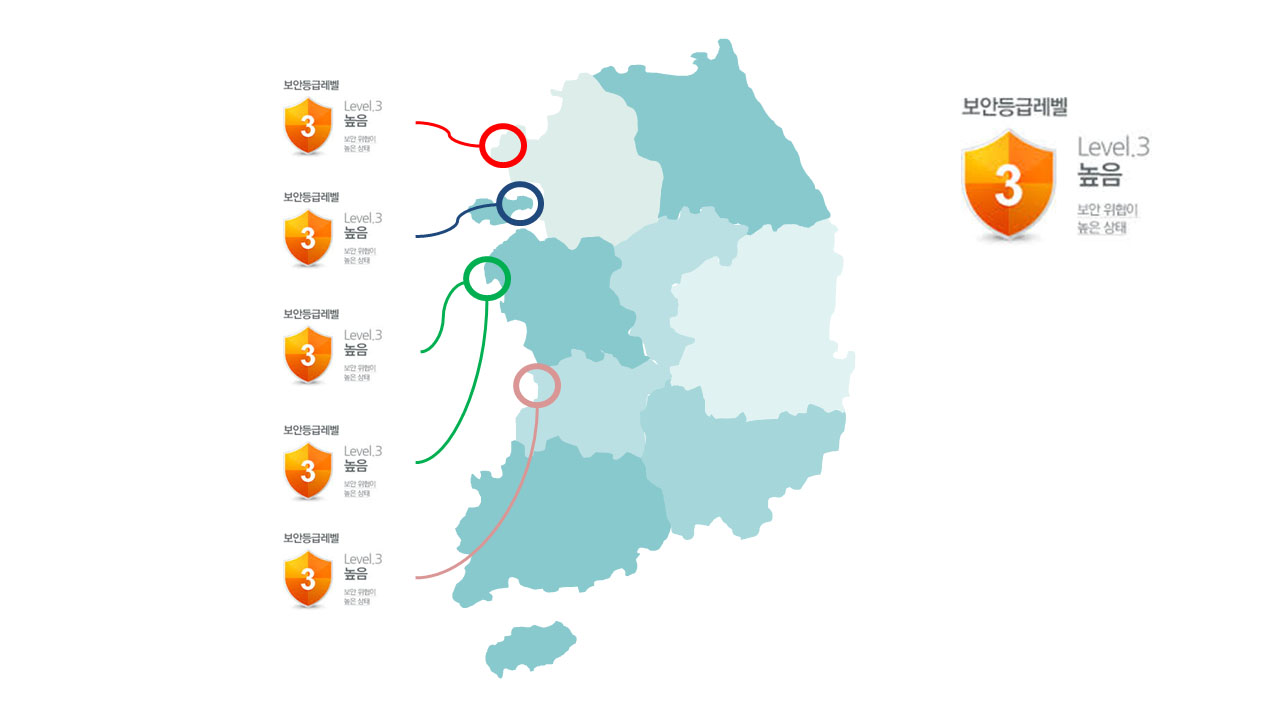 보안등급레벨
3
Level.3
높음
보안 위협이
높은 상태
보안등급레벨
3
Level.3
높음
보안 위협이
높은 상태
보안등급레벨
3
Level.3
높음
보안 위협이
높은 상태
보안등급레벨
3
Level.3
높음
보안 위협이
높은 상태
보안등급레벨
3
Level.3
높음
보안 위협이
높은 상태
보안등급레벨
3
Level.3
높음
보안 위협이
높은 상태